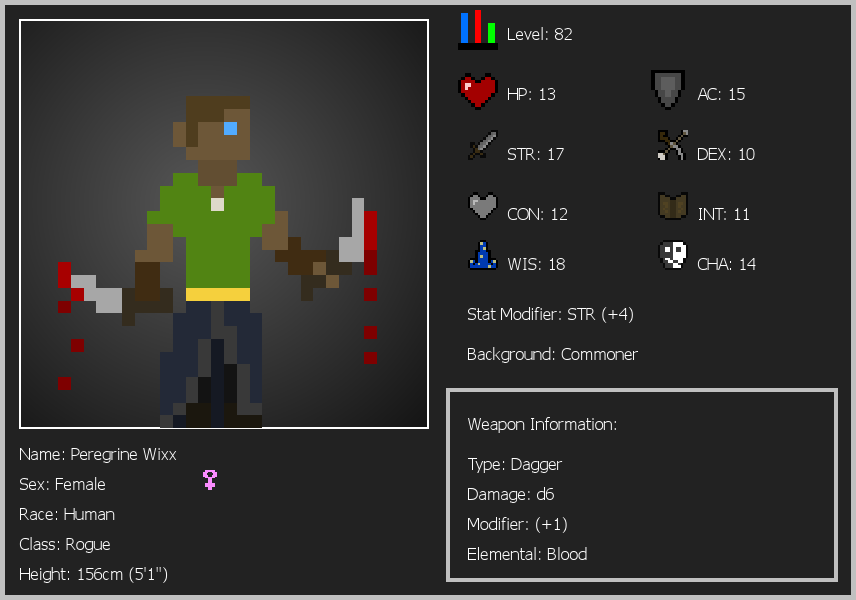 Level: 82
HP: 13
AC: 15
STR: 17
DEX: 10
CON: 12
INT: 11
WIS: 18
CHA: 14
Stat Modifier: STR (+4)
Background: Commoner
Name: Peregrine Wixx
Sex: Female
Race: Human
Class: Rogue
Height: 156cm (5'1")
Weapon Information:
Type: Dagger
Damage: d6
Modifier: (+1)
Elemental: Blood